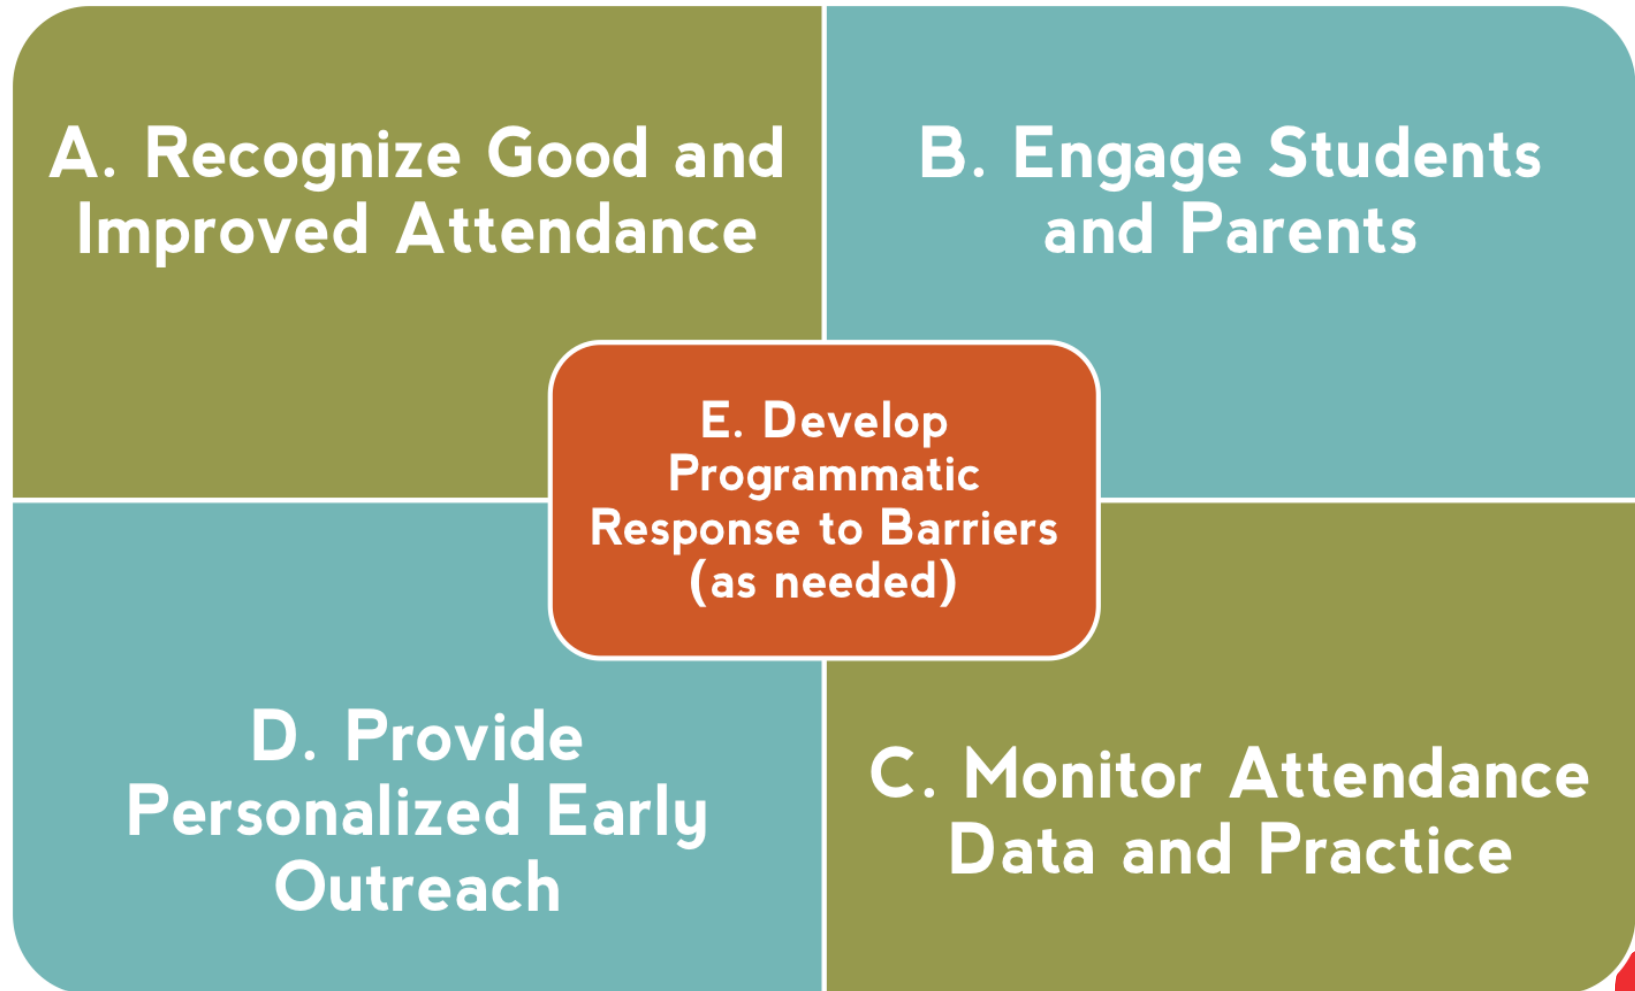 A. Recognize Good and
Improved Attendance
B. Engage Students
and Parents
E. Develop
Programmatic
Response to Barriers
(as needed)
D. Provide
Personalized Early
Outreach
C. Monitor Attendance
Data and Practice